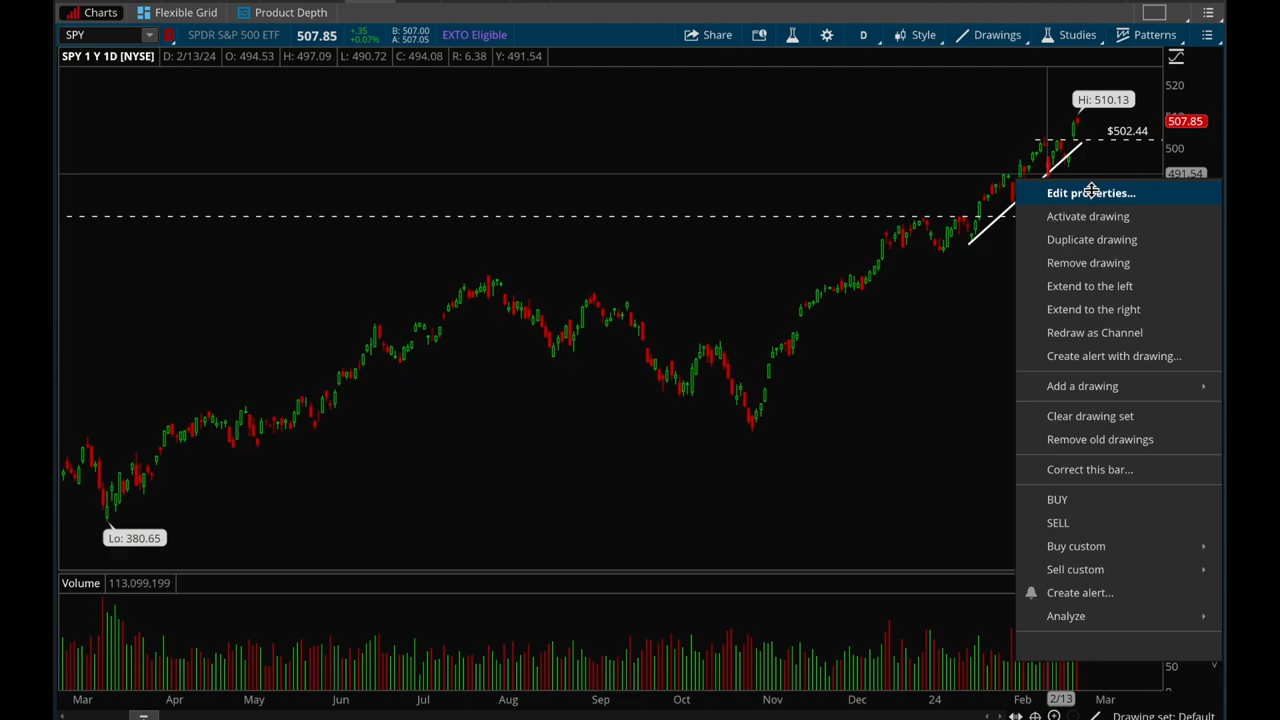 Charts Flexible Grid Product Depth
SPY SPDR S&P 500 ETF 507.85 +.35 +0.07% B: 507.00 A: 507.05 EXTO Eligible Share D Style Drawings Studies Patterns
SPY 1 Y 1D [NYSE] D: 2/13/24 O: 494.53 H: 497.09 L: 490.72 C: 494.08 R: 6.38 Y: 491.54
520
Hi: 510.13
507.85
$502.44
500
491.54
Edit properties...
Activate drawing
Duplicate drawing
Remove drawing
Extend to the left
Extend to the right
Redraw as Channel
Create alert with drawing...
Add a drawing
Clear drawing set
Remove old drawings
Correct this bar...
BUY
SELL
Buy custom
Sell custom
Create alert...
Analyze
Lo: 380.65
Volume 113,099,199
50
Mar Apr May Jun Jul Aug Sep Oct Nov Dec 24 Feb 2/13 Mar
Drawing set: Default